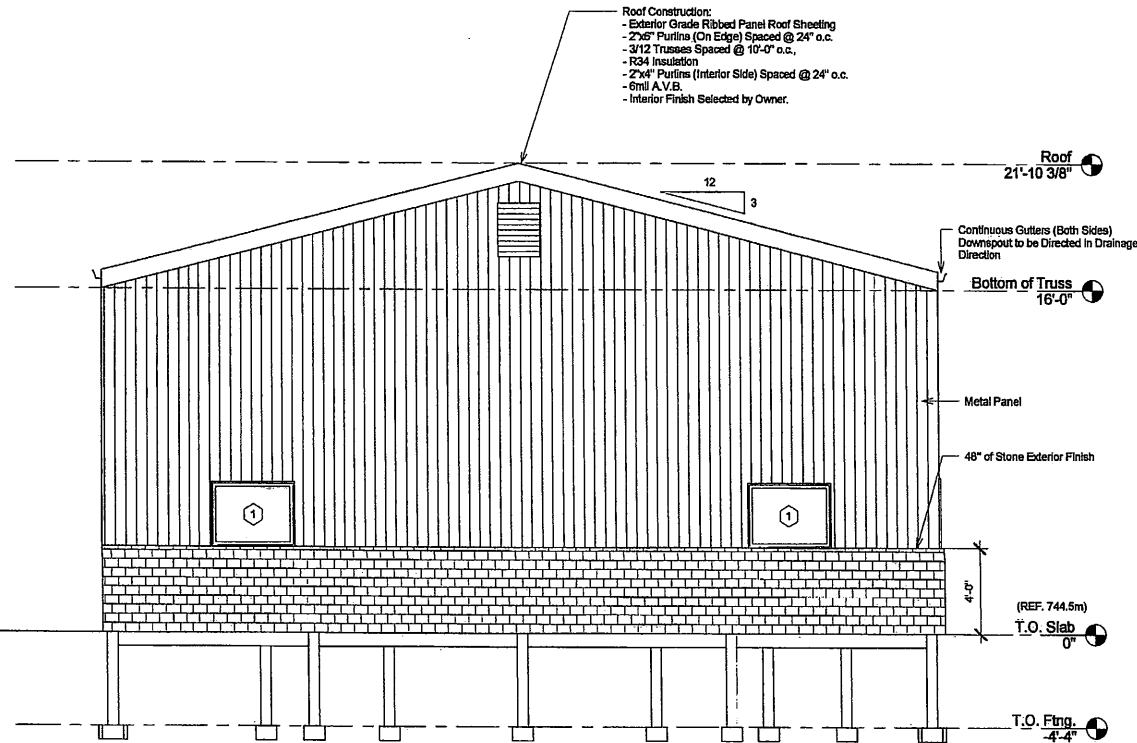 Roof Construction:
- Exterior Grade Ribbed Panel Roof Sheeting
- 2"x6" Purlins (On Edge) Spaced @ 24" o.c.
- 3/12 Trusses Spaced @ 10'-0" o.c.,
- R34 Insulation
- 2"x4" Purlins (Interior Side) Spaced @ 24" o.c.
- 6mil A.V.B.
- Interior Finish Selected by Owner.
Roof
21'-10 3/8"
12
3
Continuous Gutters (Both Sides)
Downspout to be Directed in Drainage
Direction
Bottom of Truss
16'-0"
Metal Panel
48" of Stone Exterior Finish
1
1
4'-0"
(REF. 744.5m)
T.O. Slab
0"
T.O. Ftng.
-4'-4"